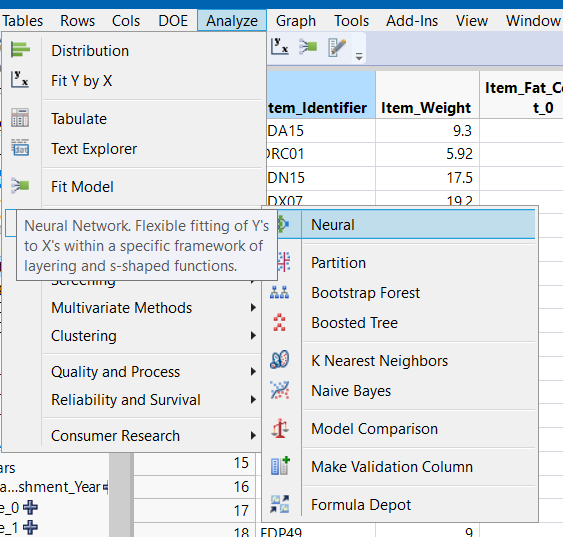 Tables Rows Cols DOE Analyze Graph Tools Add-Ins View Window
Distribution
Fit Y by X
Tabulate
Text Explorer
Fit Model
Neural Network. Flexible fitting of Y's
to X's within a specific framework of
layering and s-shaped functions.
Screening
Multivariate Methods
Clustering
Quality and Process
Reliability and Survival
Consumer Research
Neural
Partition
Bootstrap Forest
Boosted Tree
K Nearest Neighbors
Naive Bayes
Model Comparison
Make Validation Column
Formula Depot
Item_Fat_Co
tem_Identifier Item_Weight t_0
DA15 9.3
DRC01 5.92
DN15 17.5
DX07 19.2
15
16
17
18 FDP49 9
ars
a...shment_Year
e_0
e_1